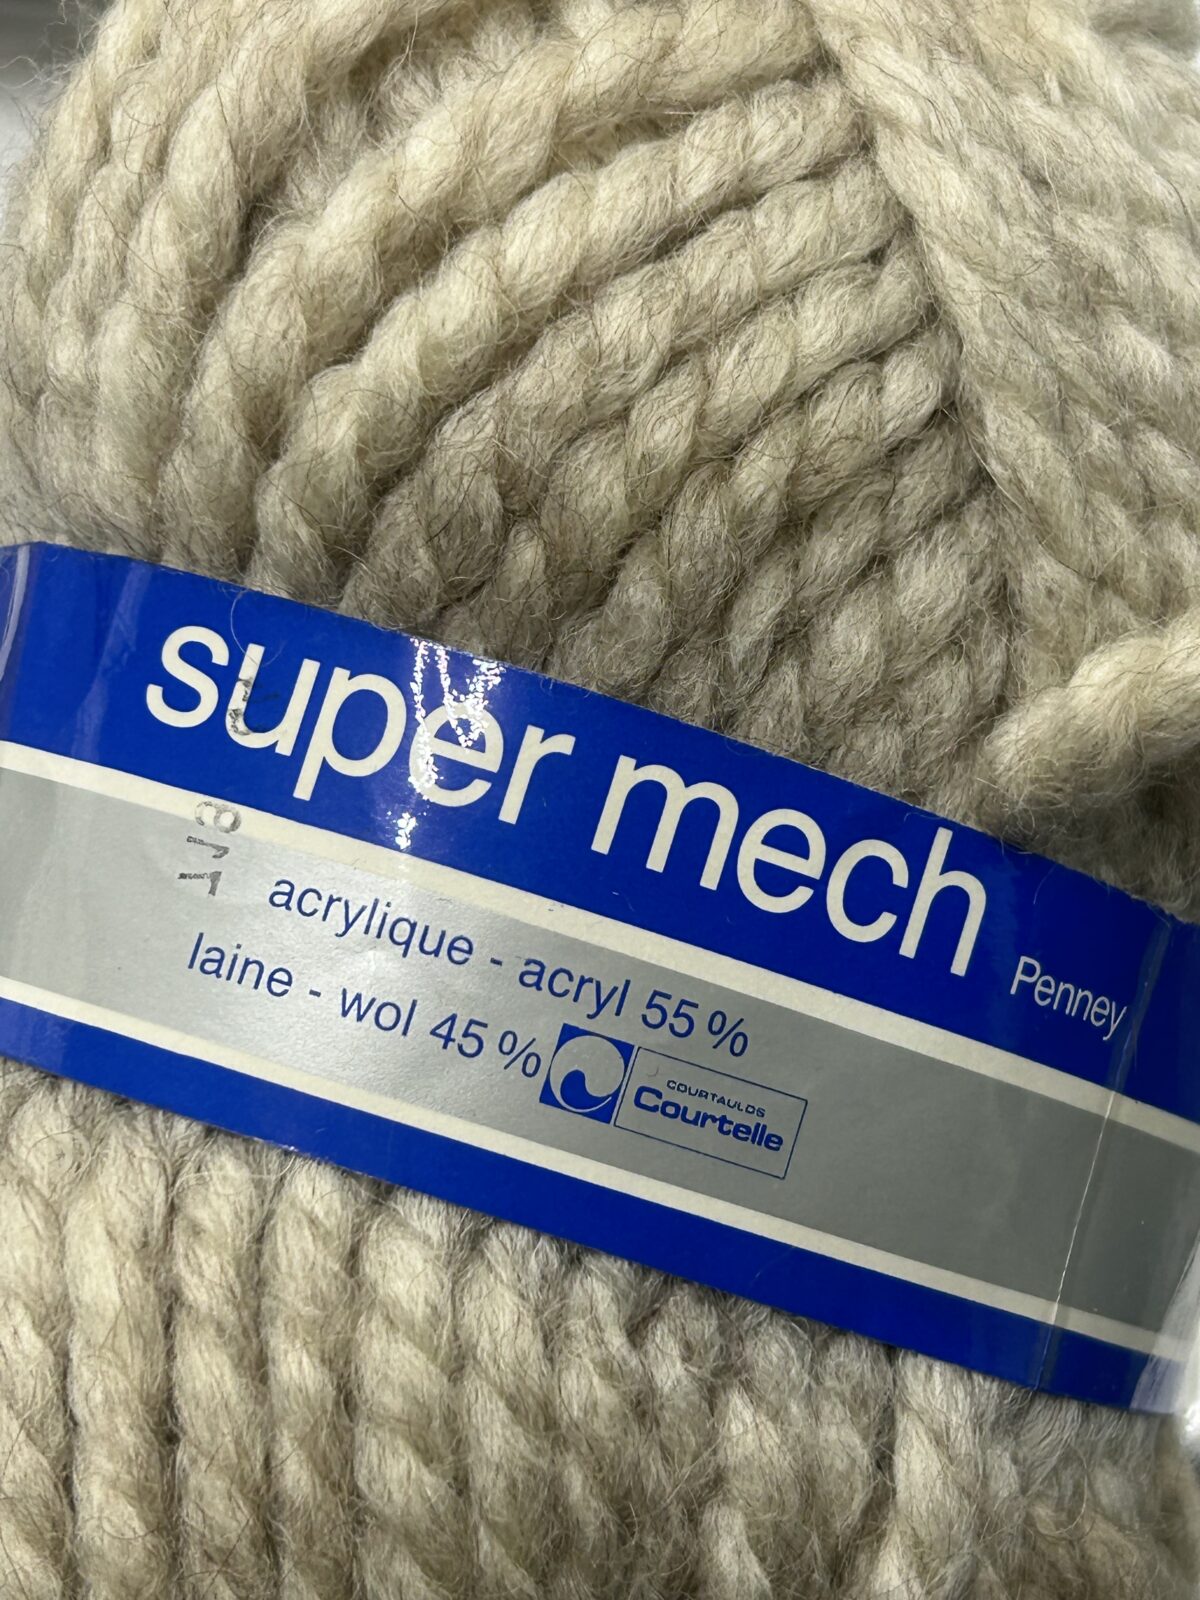 super mech Penney
acrylique - acryl 55 %
laine - wol 45 %
COURTAULDS
Courtelle